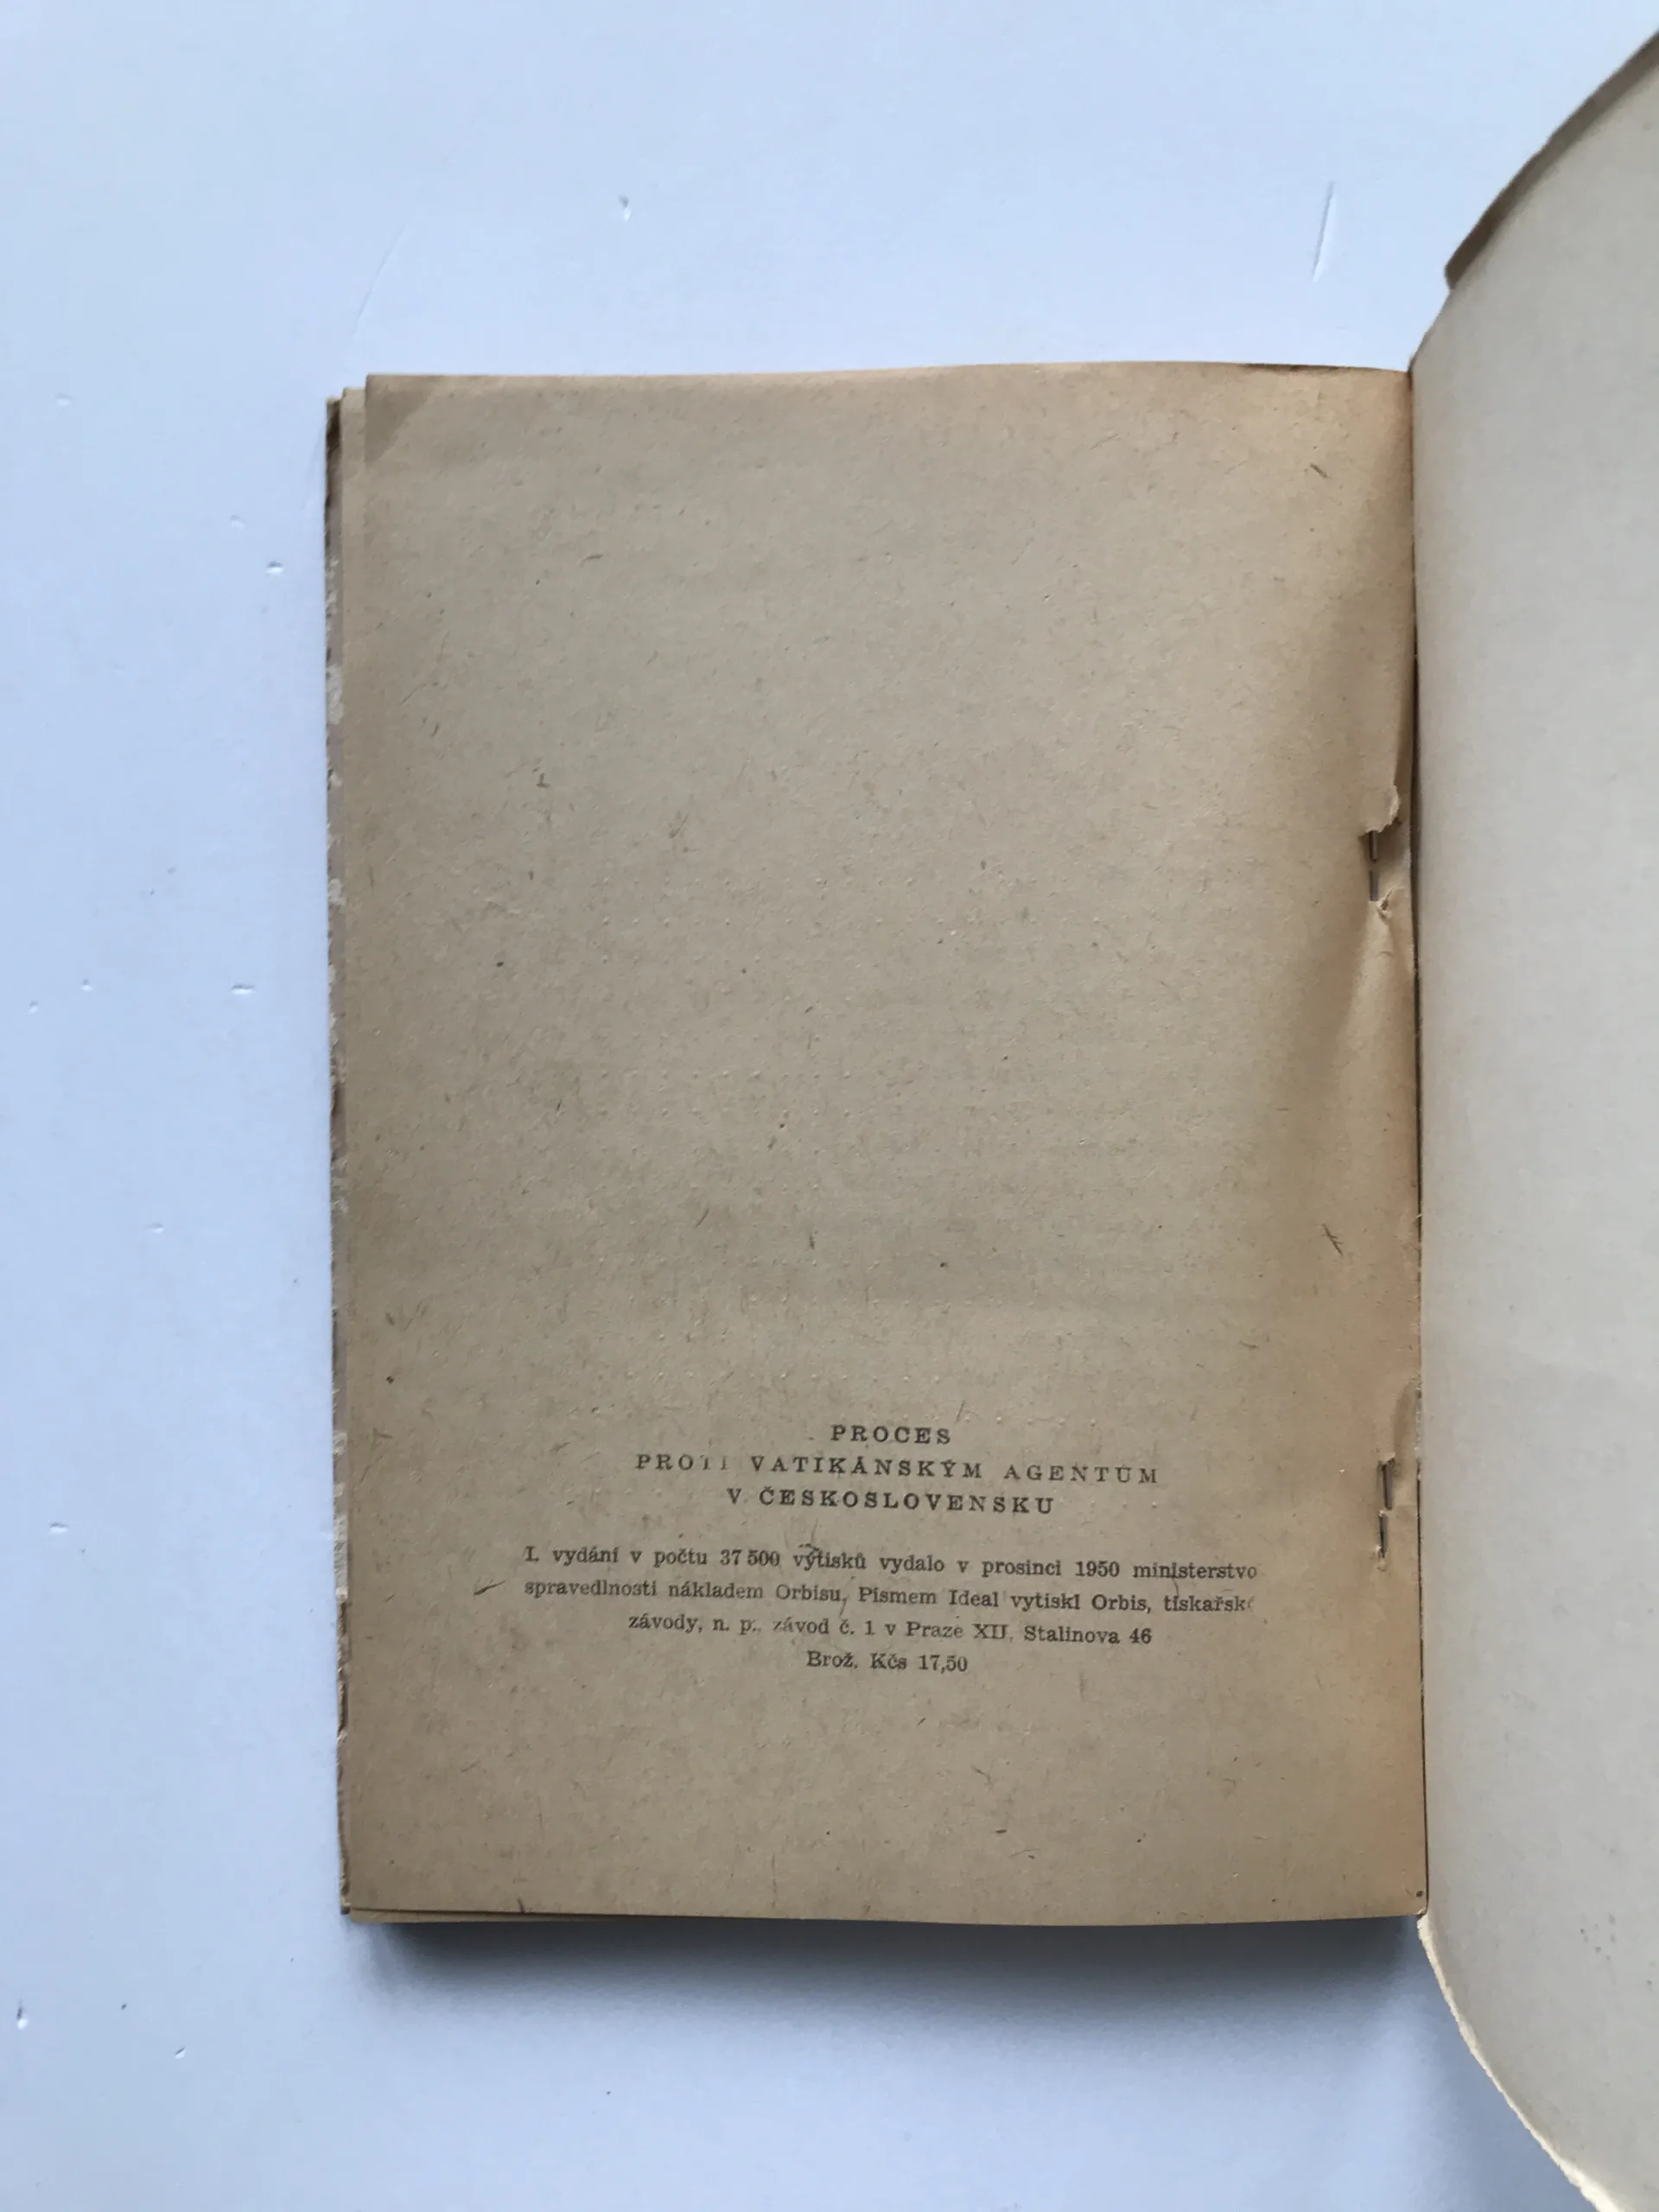 PROCES
PROTI VATIKÁNSKÝM AGENTŮM
V ČESKOSLOVENSKU
I. vydání v počtu 37 500 výtisků vydalo v prosinci 1950 ministerstvo
spravedlnosti nákladem Orbisu. Písmem Ideal vytiskl Orbis, tiskařské
závody, n. p., závod č. 1 v Praze XII, Stalinova 46
Brož. Kčs 17,50